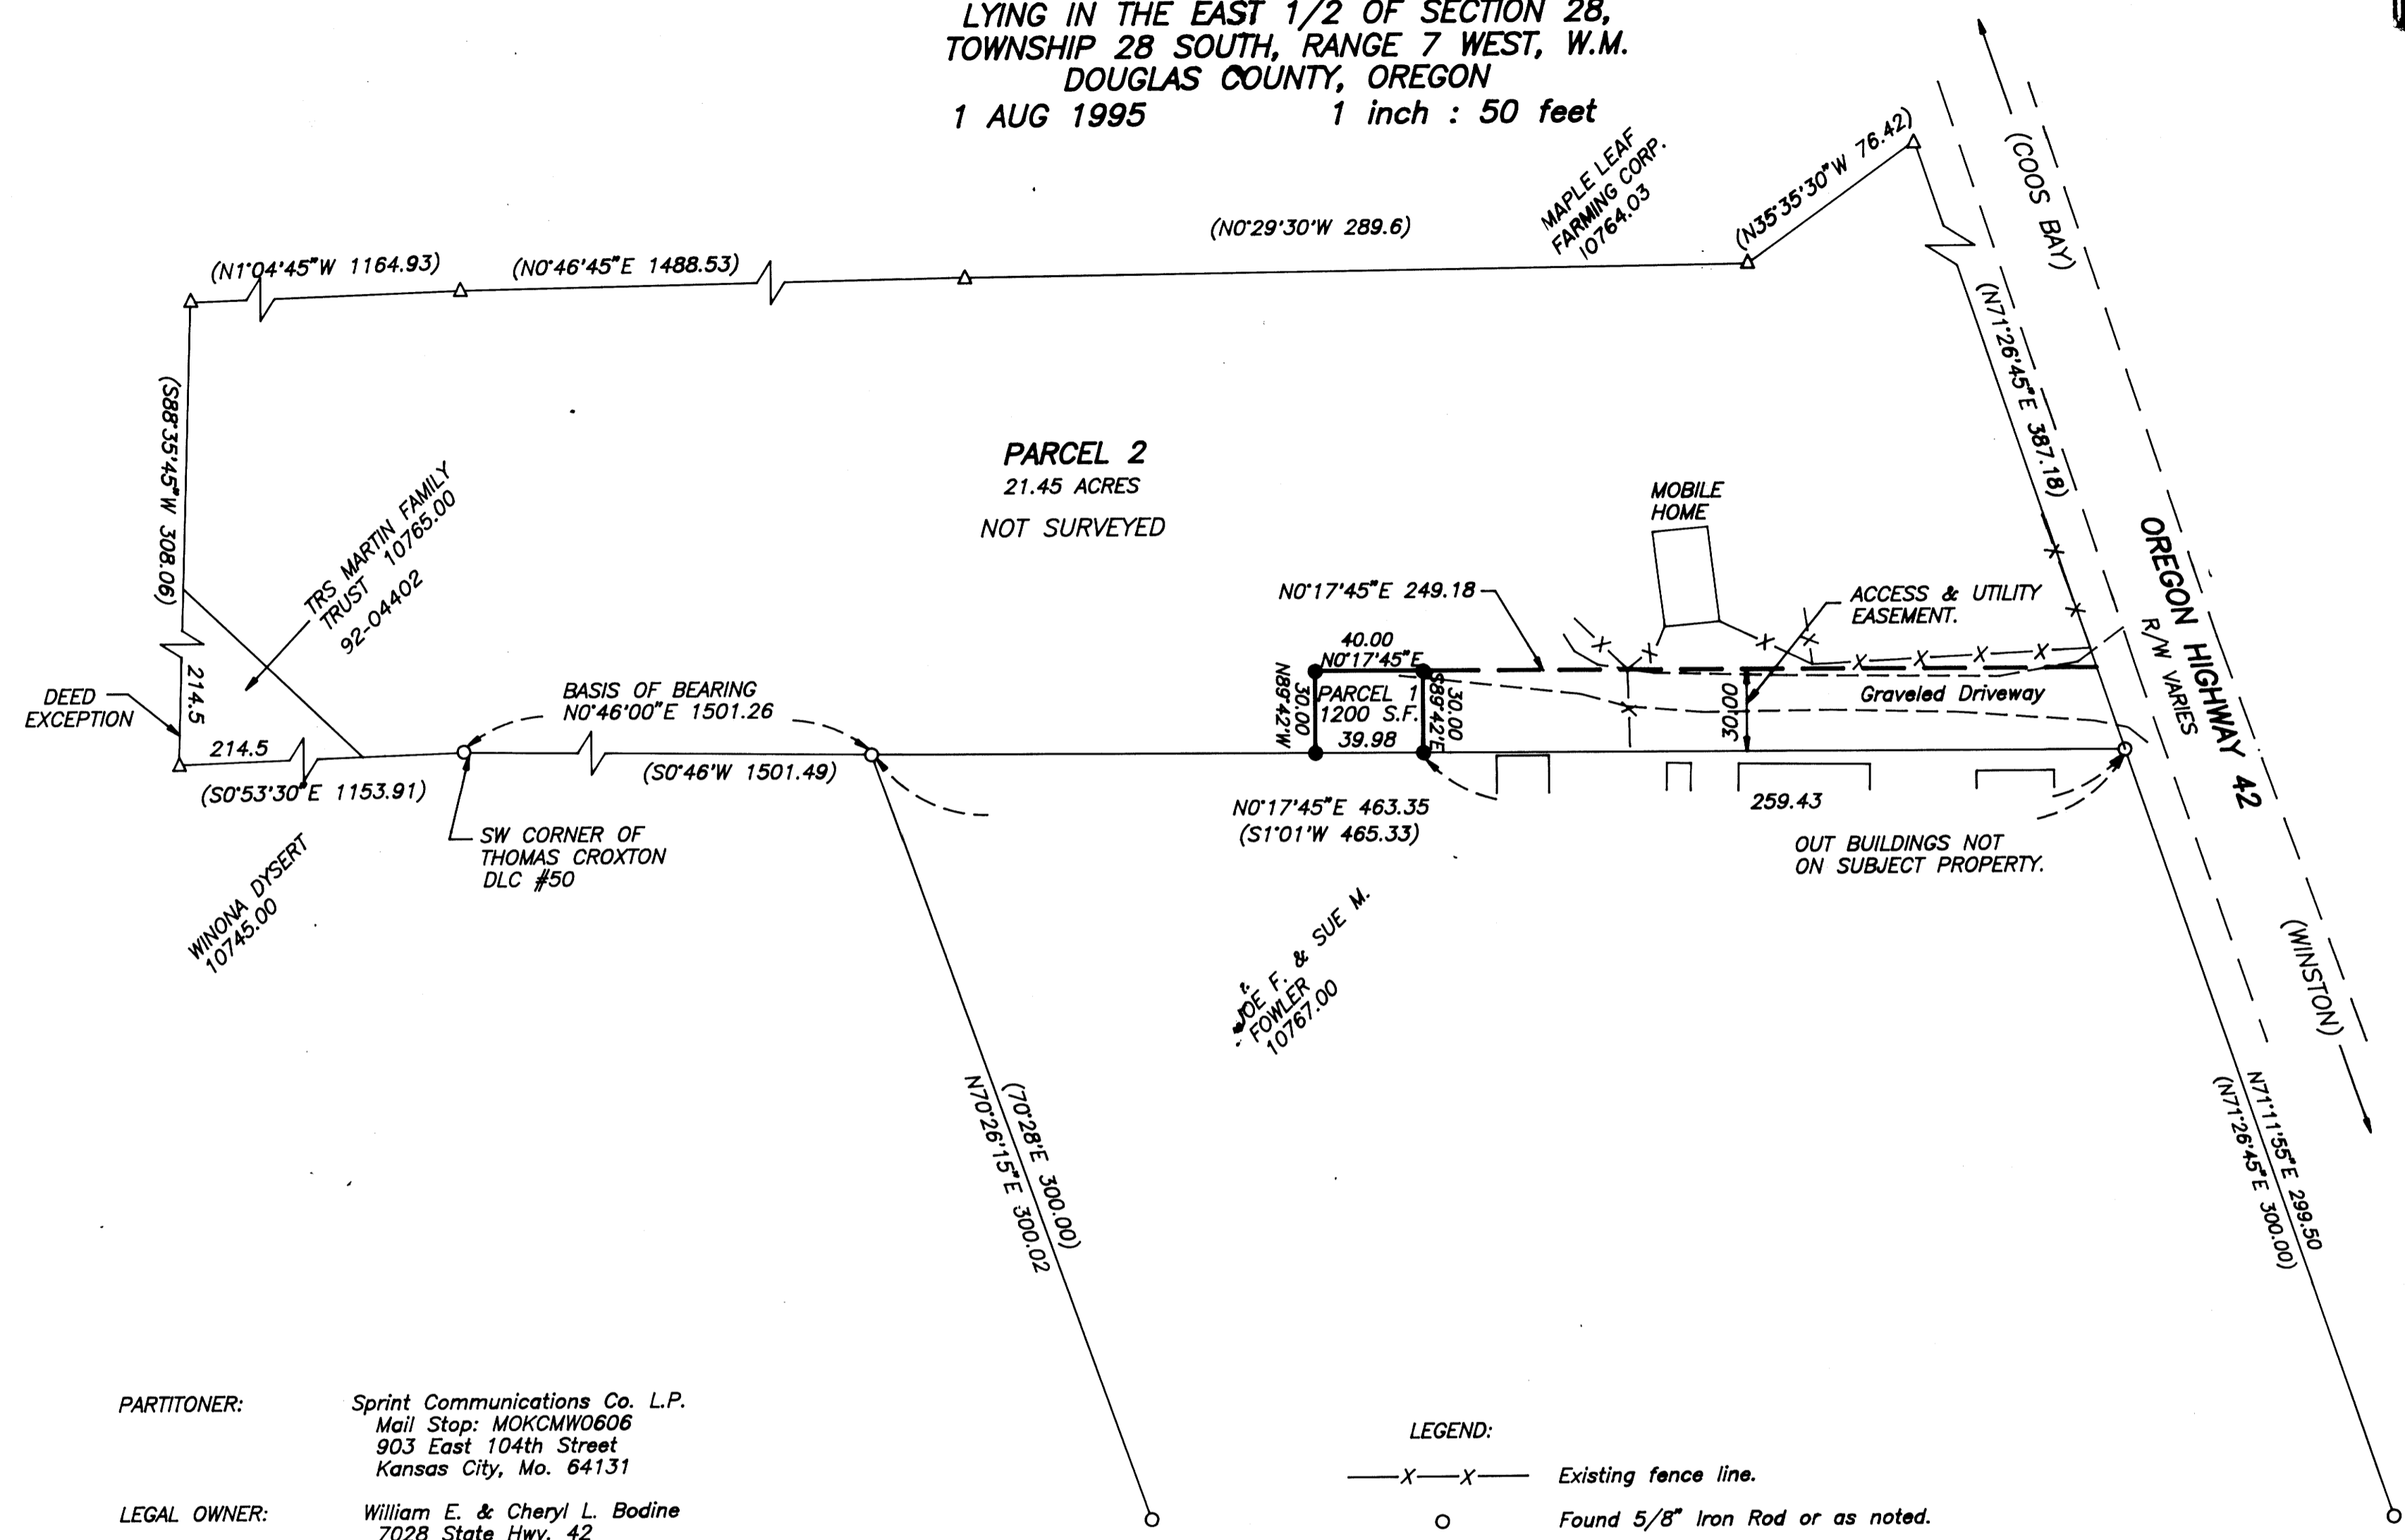 LYING IN THE EAST 1/2 OF SECTION 28,
TOWNSHIP 28 SOUTH, RANGE 7 WEST, W.M.
DOUGLAS COUNTY, OREGON
1 AUG 1995 1 inch : 50 feet
(COOS BAY)
MAPLE LEAF
FARMING CORP.
10764.03
(N35°35'30"W 76.42)
(N0°29'30"W 289.6)
(N1°04'45"W 1164.93)
(N0°46'45"E 1488.53)
(N71°26'45"E 387.18)
(S88°35'45"W 308.06)
PARCEL 2
21.45 ACRES
NOT SURVEYED
TRS MARTIN FAMILY
TRUST 10765.00
92-04402
MOBILE
HOME
N0°17'45"E 249.18
ACCESS & UTILITY
EASEMENT.
OREGON HIGHWAY 42
R/W VARIES
40.00
N0°17'45"E
N89°42'W
30.00
PARCEL 1
1200 S.F.
39.98
30.00
S89°42'E
30.00
Graveled Driveway
DEED
EXCEPTION
214.5
214.5
BASIS OF BEARING
N0°46'00"E 1501.26
(S0°46'W 1501.49)
(S0°53'30"E 1153.91)
SW CORNER OF
THOMAS CROXTON
DLC #50
N0°17'45"E 463.35
(S1°01'W 465.33)
259.43
OUT BUILDINGS NOT
ON SUBJECT PROPERTY.
WINONA DYSERT
10745.00
JOE F. & SUE M.
FOWLER
10767.00
(WINSTON)
(70°28'E 300.00)
N70°26'15"E 300.02
N71°11'55"E 299.50
(N71°26'45"E 300.00)
PARTITONER: Sprint Communications Co. L.P.
Mail Stop: MOKCMW0606
903 East 104th Street
Kansas City, Mo. 64131
LEGAL OWNER: William E. & Cheryl L. Bodine
7028 State Hwy. 42
LEGEND:
X X Existing fence line.
Found 5/8" Iron Rod or as noted.